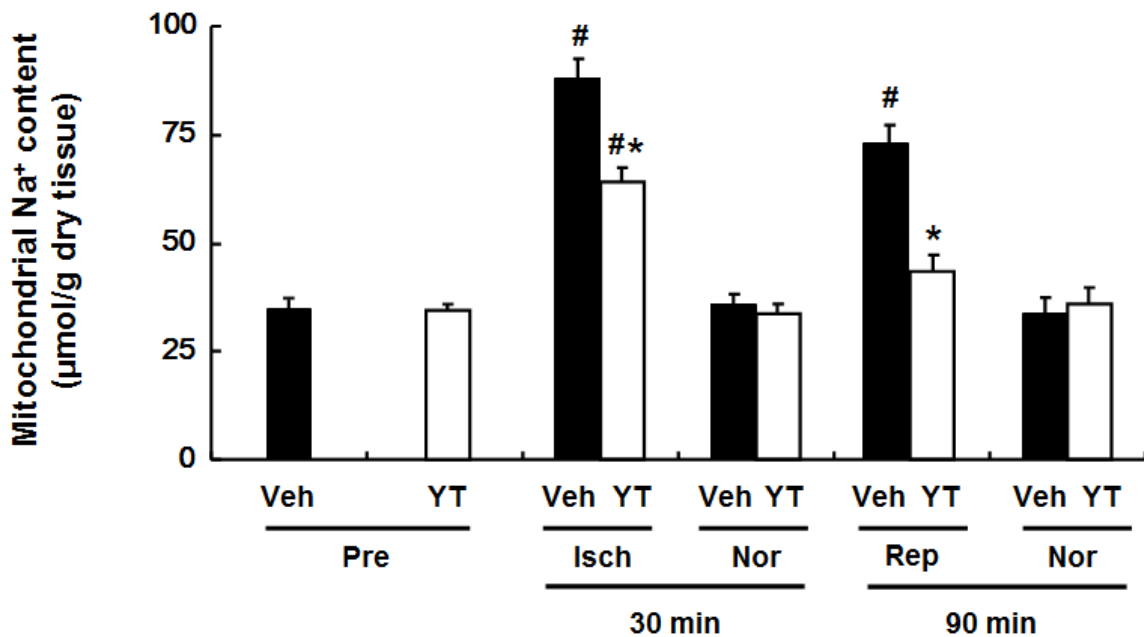 Mitochondrial Na⁺ content
(μmol/g dry tissue)
100
75
50
25
0
#
#*
#
*
Veh YT Veh YT Veh YT Veh YT Veh YT
Pre Isch Nor Rep Nor
30 min 90 min